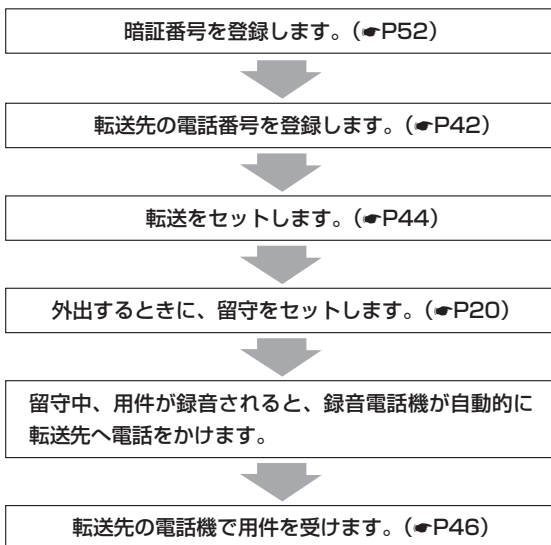 暗証番号を登録します。(☛P52)
転送先の電話番号を登録します。(☛P42)
転送をセットします。(☛P44)
外出するときに、留守をセットします。(☛P20)
留守中、用件が録音されると、録音電話機が自動的に
転送先へ電話をかけます。
転送先の電話機で用件を受けます。(☛P46)